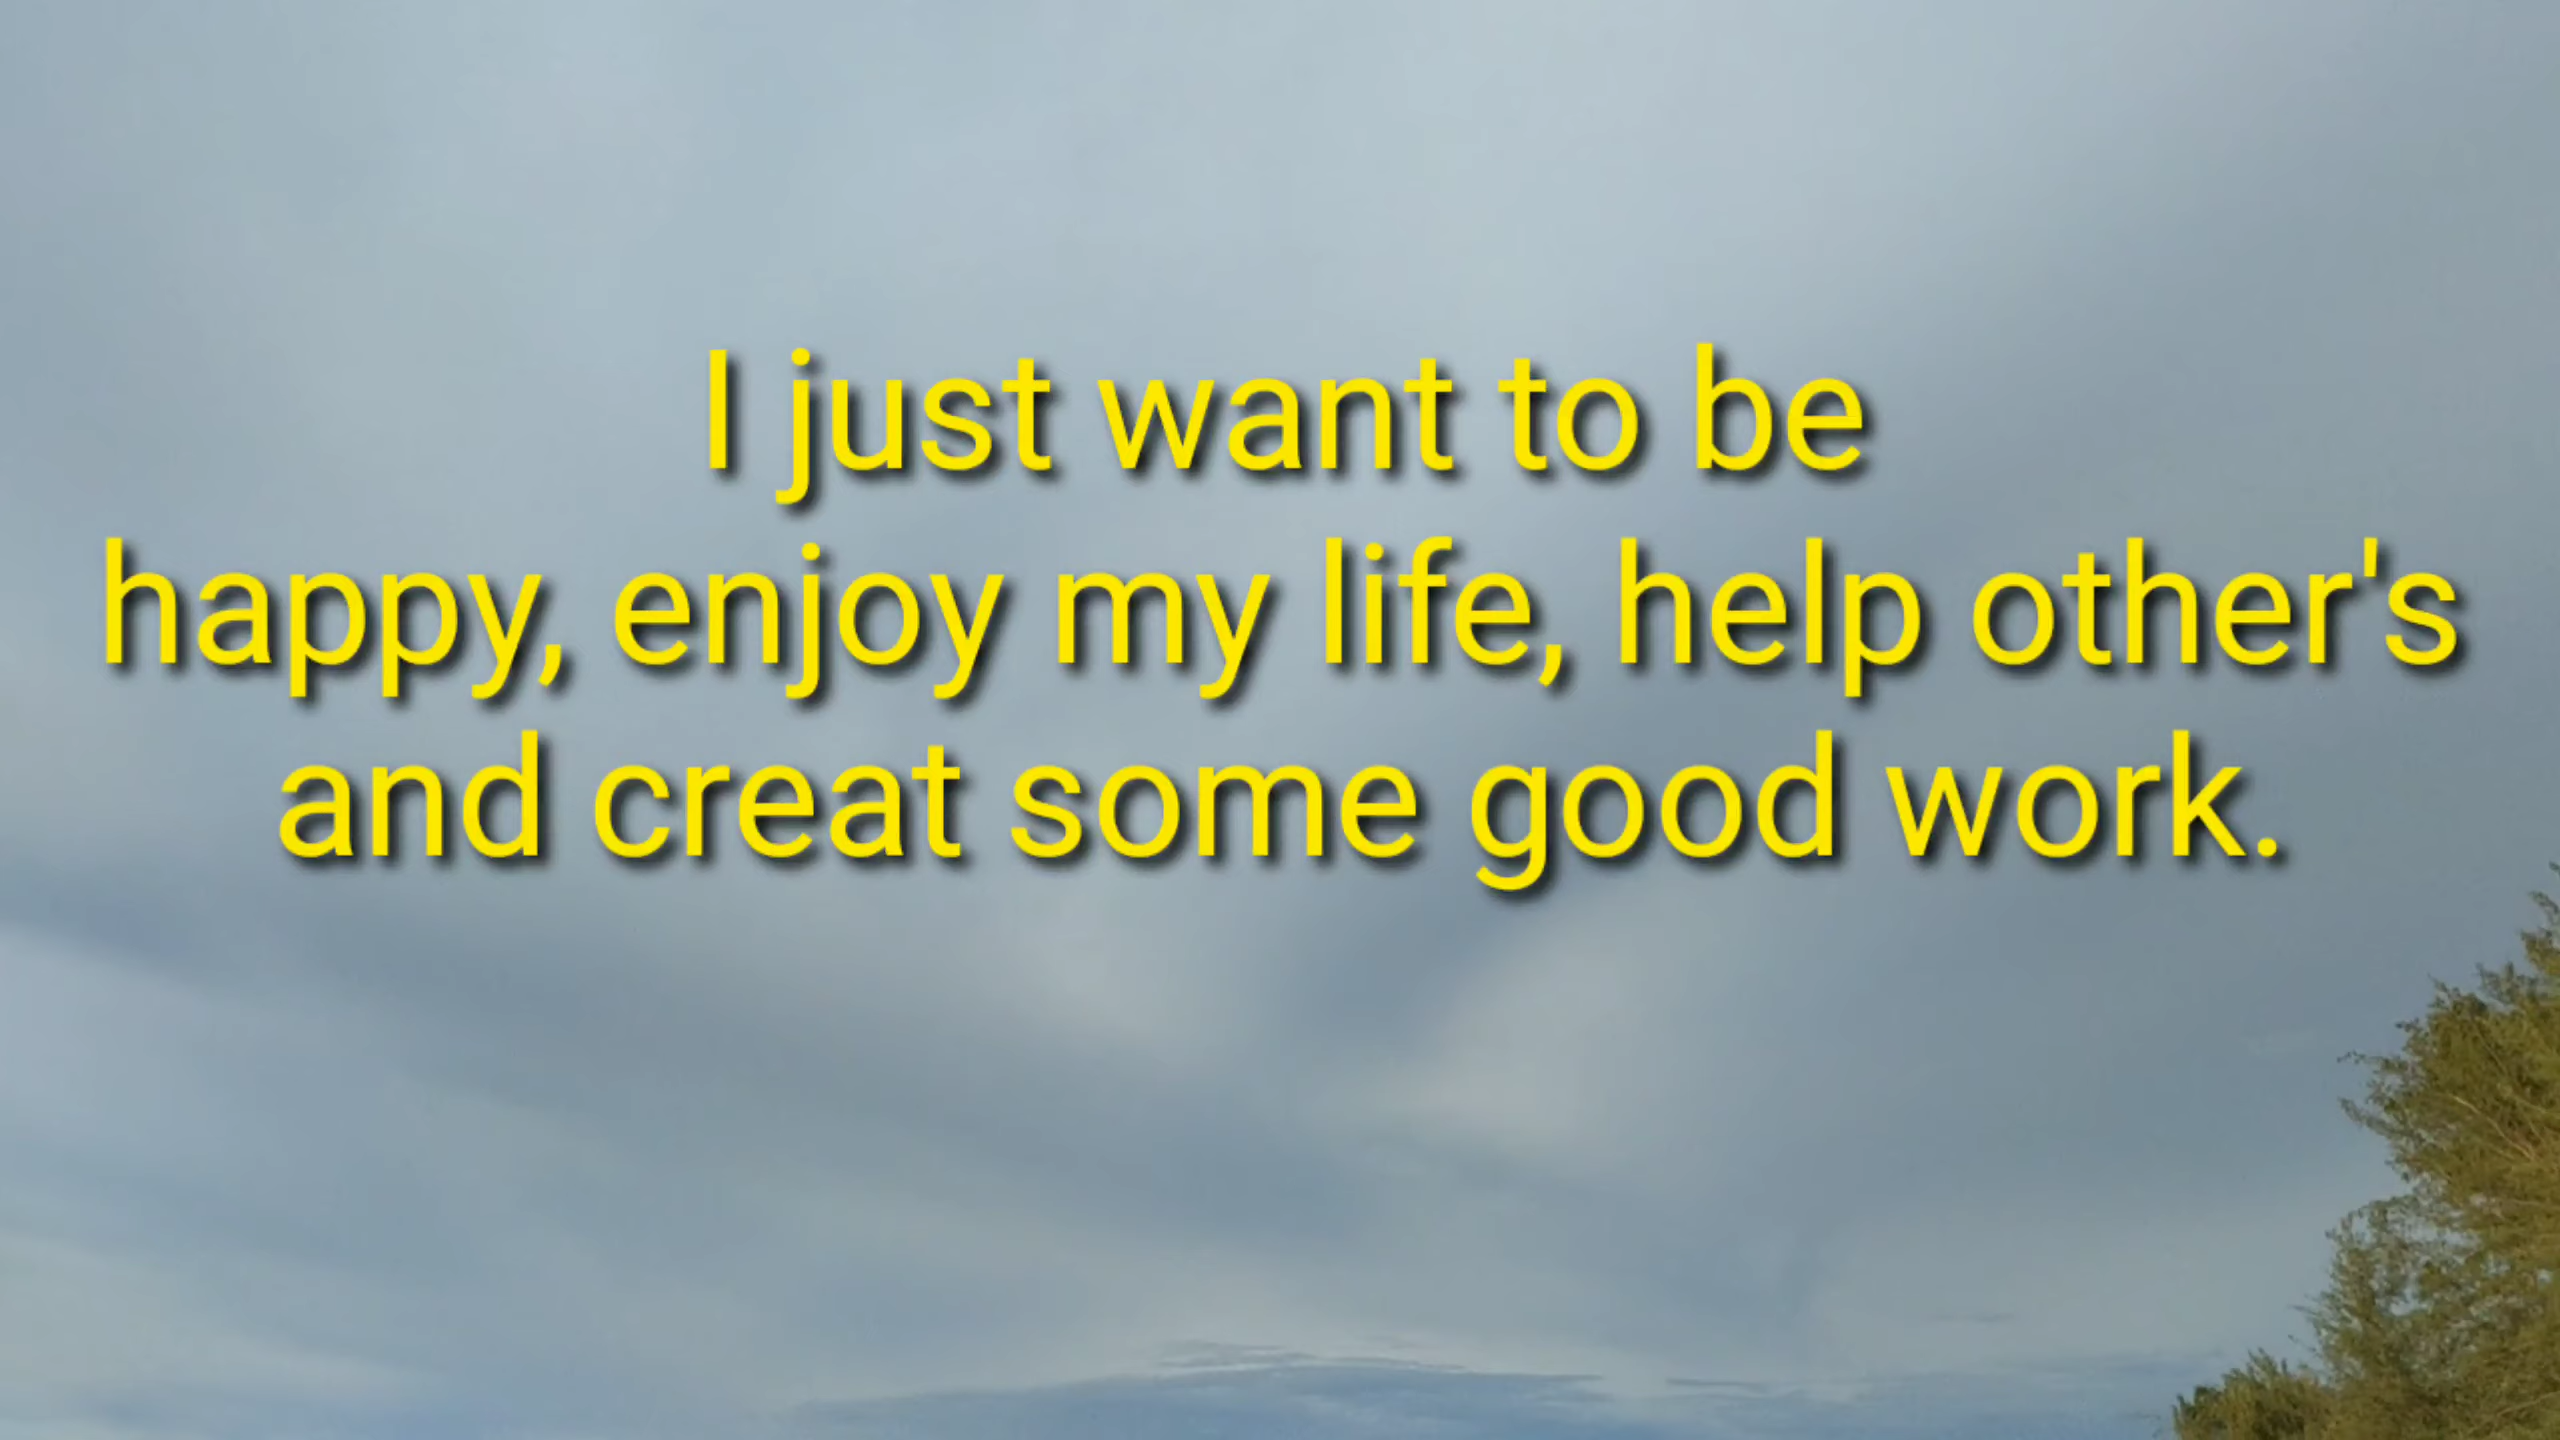 I just want to be
happy, enjoy my life, help other's
and creat some good work.